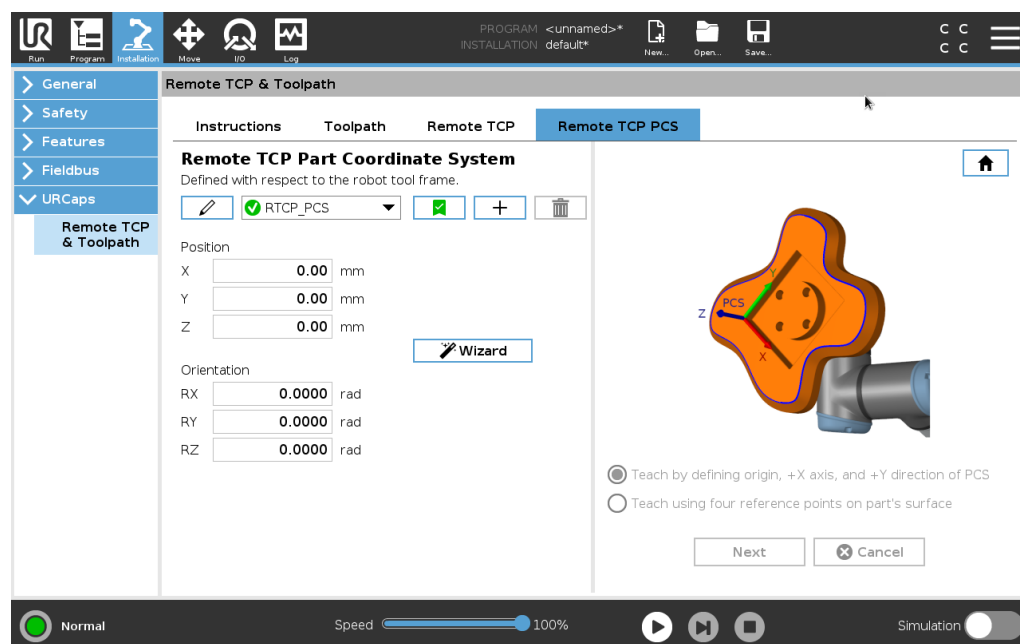 PROGRAM <unnamed>*
INSTALLATION default*
Run
Program
Installation
Move
I/O
Log
New...
Open...
Save...
C C
C C
General
Safety
Features
Fieldbus
URCaps
Remote TCP
& Toolpath
Remote TCP & Toolpath
Instructions
Toolpath
Remote TCP
Remote TCP PCS
Remote TCP Part Coordinate System
Defined with respect to the robot tool frame.
RTCP_PCS
Position
X 0.00 mm
Y 0.00 mm
Z 0.00 mm
Wizard
Orientation
RX 0.0000 rad
RY 0.0000 rad
RZ 0.0000 rad
Y
PCS
Z
X
Teach by defining origin, +X axis, and +Y direction of PCS
Teach using four reference points on part's surface
Next
Cancel
Normal
Speed 100%
Simulation